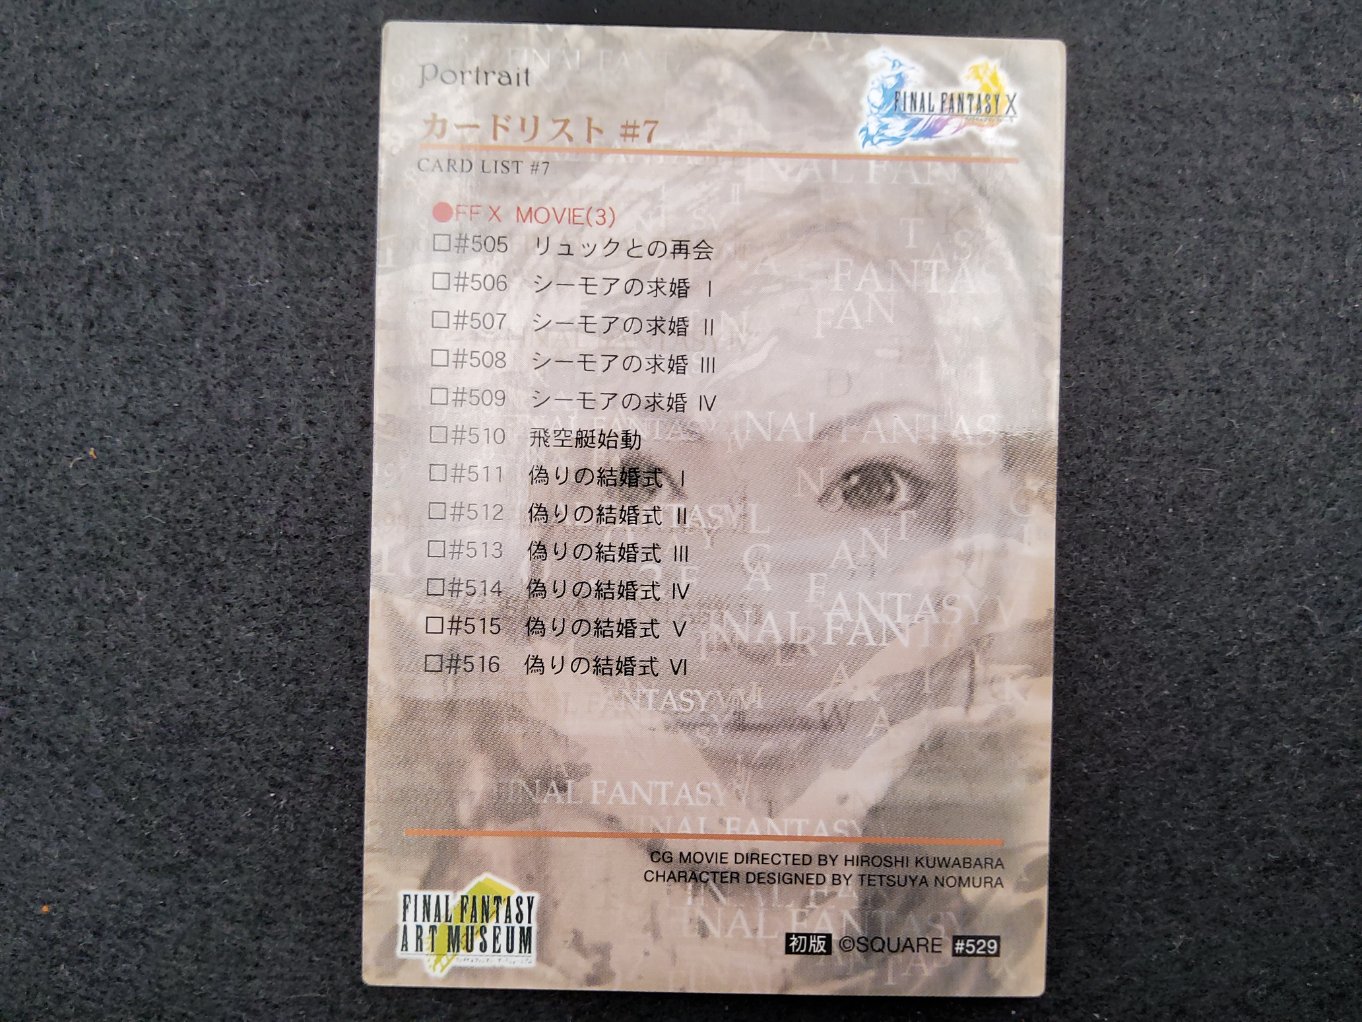 Portrait
FINAL FANTASY X
カードリスト #7
CARD LIST #7
●FFX MOVIE(3)
□#505 リュックとの再会
□#506 シーモアの求婚 Ⅰ
□#507 シーモアの求婚 Ⅱ
□#508 シーモアの求婚 Ⅲ
□#509 シーモアの求婚 Ⅳ
□#510 飛空艇始動
□#511 偽りの結婚式 Ⅰ
□#512 偽りの結婚式 Ⅱ
□#513 偽りの結婚式 Ⅲ
□#514 偽りの結婚式 Ⅳ
□#515 偽りの結婚式 Ⅴ
□#516 偽りの結婚式 Ⅵ
CG MOVIE DIRECTED BY HIROSHI KUWABARA
CHARACTER DESIGNED BY TETSUYA NOMURA
FINAL FANTASY
ART MUSEUM
初版 ©SQUARE #529